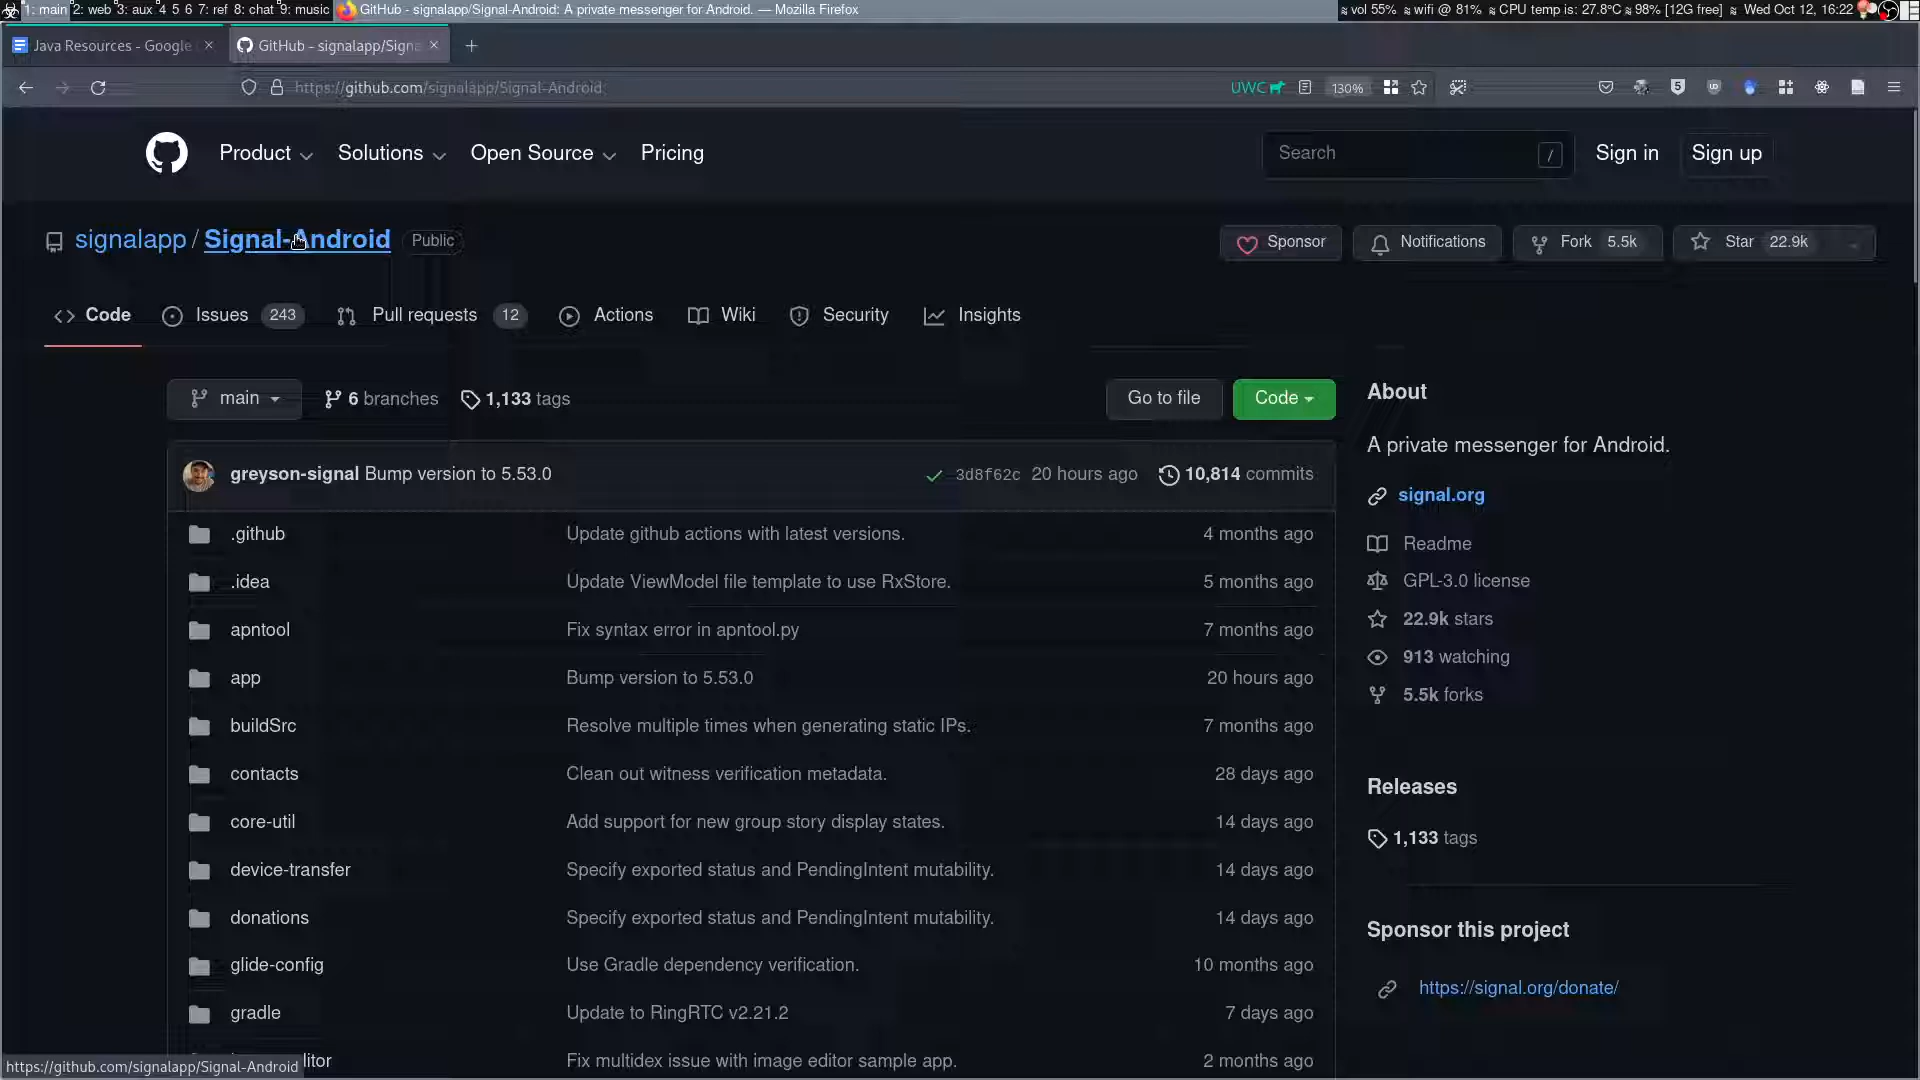 1: main 2: web 3: aux 4 5 6 7: ref 8: chat 9: music GitHub - signalapp/Signal-Android: A private messenger for Android. — Mozilla Firefox vol 55% wifi @ 81% CPU temp is: 27.8°C 98% [12G free] Wed Oct 12, 16:22
Java Resources - Google × GitHub - signalapp/Signa × +
https://github.com/signalapp/Signal-Android UWC 130%
Product Solutions Open Source Pricing Search / Sign in Sign up
signalapp / Signal-Android Public Sponsor Notifications Fork 5.5k Star 22.9k
Code Issues 243 Pull requests 12 Actions Wiki Security Insights
main 6 branches 1,133 tags Go to file Code
greyson-signal Bump version to 5.53.0 3d8f62c 20 hours ago 10,814 commits
.github Update github actions with latest versions. 4 months ago
.idea Update ViewModel file template to use RxStore. 5 months ago
apntool Fix syntax error in apntool.py 7 months ago
app Bump version to 5.53.0 20 hours ago
buildSrc Resolve multiple times when generating static IPs. 7 months ago
contacts Clean out witness verification metadata. 28 days ago
core-util Add support for new group story display states. 14 days ago
device-transfer Specify exported status and PendingIntent mutability. 14 days ago
donations Specify exported status and PendingIntent mutability. 14 days ago
glide-config Use Gradle dependency verification. 10 months ago
gradle Update to RingRTC v2.21.2 7 days ago
itor Fix multidex issue with image editor sample app. 2 months ago
About
A private messenger for Android.
signal.org
Readme
GPL-3.0 license
22.9k stars
913 watching
5.5k forks
Releases
1,133 tags
Sponsor this project
https://signal.org/donate/
https://github.com/signalapp/Signal-Android